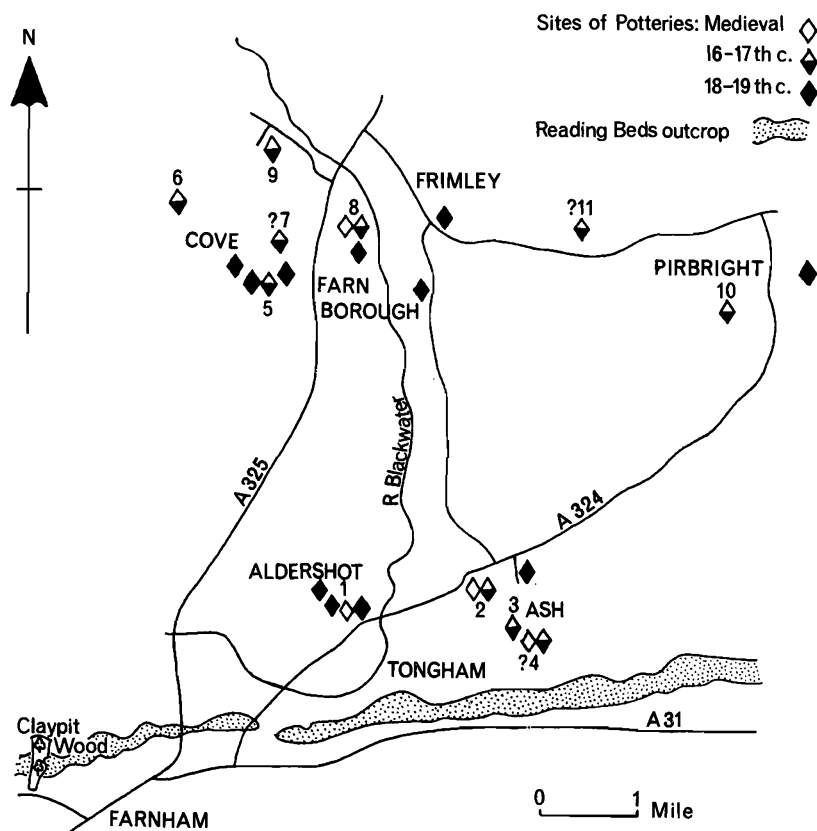 Sites of Potteries: Medieval
16-17th c.
18-19th c.
Reading Beds outcrop
N
6
9
?7
8
COVE
5
FARN
BOROUGH
FRIMLEY
?11
PIRBRIGHT
10
R Blackwater
A 325
A 324
ALDERSHOT
1
2
3
ASH
?4
TONGHAM
A 31
Claypit
Wood
FARNHAM
0
1
Mile